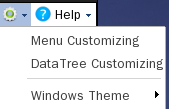 Help
Menu Customizing
DataTree Customizing
Windows Theme